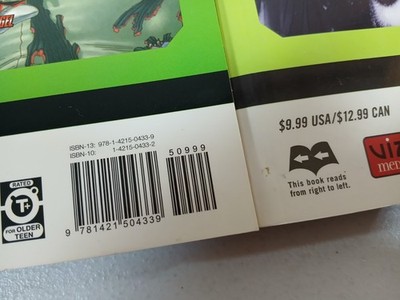 ISBN-13: 978-1-4215-0433-9
ISBN-10: 1-4215-0433-2
50999
9 781421 504339
RATED
T+
FOR OLDER
TEEN
$9.99 USA/$12.99 CAN
This book reads
from right to left.
VIZ